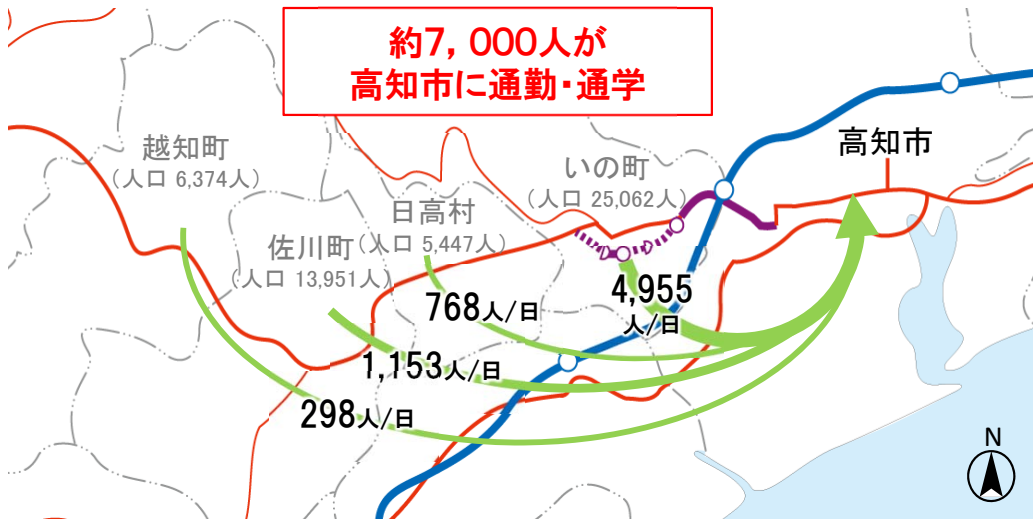 約7,000人が
高知市に通勤・通学
高知市
越知町
(人口 6,374人)
いの町
(人口 25,062人)
日高村
(人口 5,447人)
佐川町
(人口 13,951人)
768人/日
4,955
人/日
1,153人/日
298人/日
N